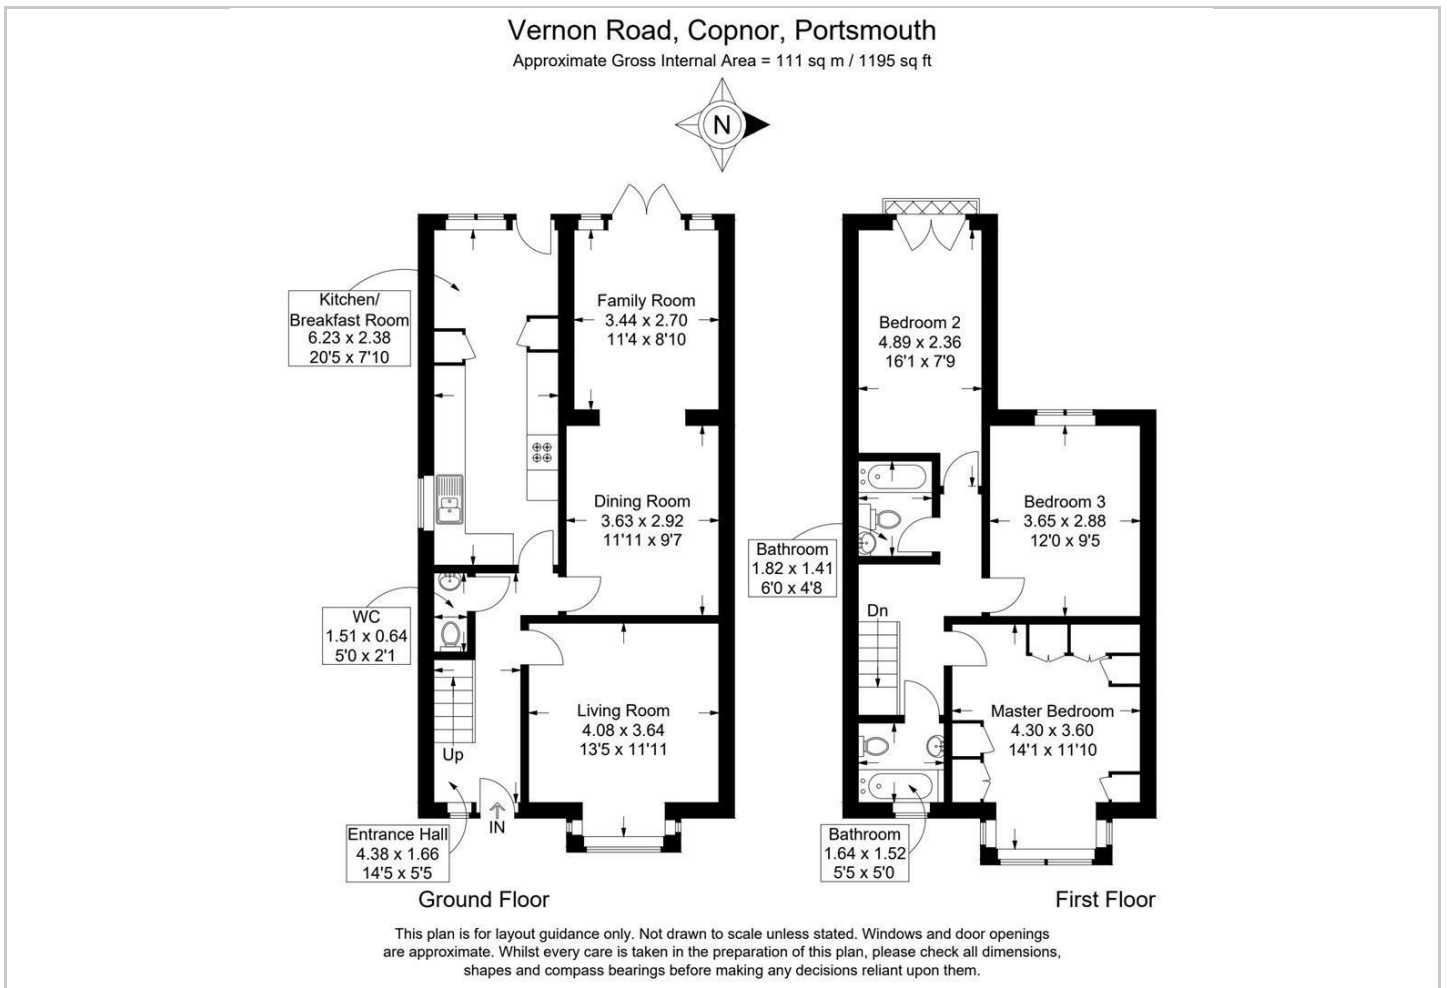 Vernon Road, Copnor, Portsmouth
Approximate Gross Internal Area = 111 sq m / 1195 sq ft
N
Kitchen/
Breakfast Room
6.23 x 2.38
20'5 x 7'10
Family Room
3.44 x 2.70
11'4 x 8'10
Dining Room
3.63 x 2.92
11'11 x 9'7
WC
1.51 x 0.64
5'0 x 2'1
Living Room
4.08 x 3.64
13'5 x 11'11
Up
IN
Entrance Hall
4.38 x 1.66
14'5 x 5'5
Ground Floor
Bedroom 2
4.89 x 2.36
16'1 x 7'9
Bedroom 3
3.65 x 2.88
12'0 x 9'5
Bathroom
1.82 x 1.41
6'0 x 4'8
Dn
Master Bedroom
4.30 x 3.60
14'1 x 11'10
Bathroom
1.64 x 1.52
5'5 x 5'0
First Floor
This plan is for layout guidance only. Not drawn to scale unless stated. Windows and door openings
are approximate. Whilst every care is taken in the preparation of this plan, please check all dimensions,
shapes and compass bearings before making any decisions reliant upon them.